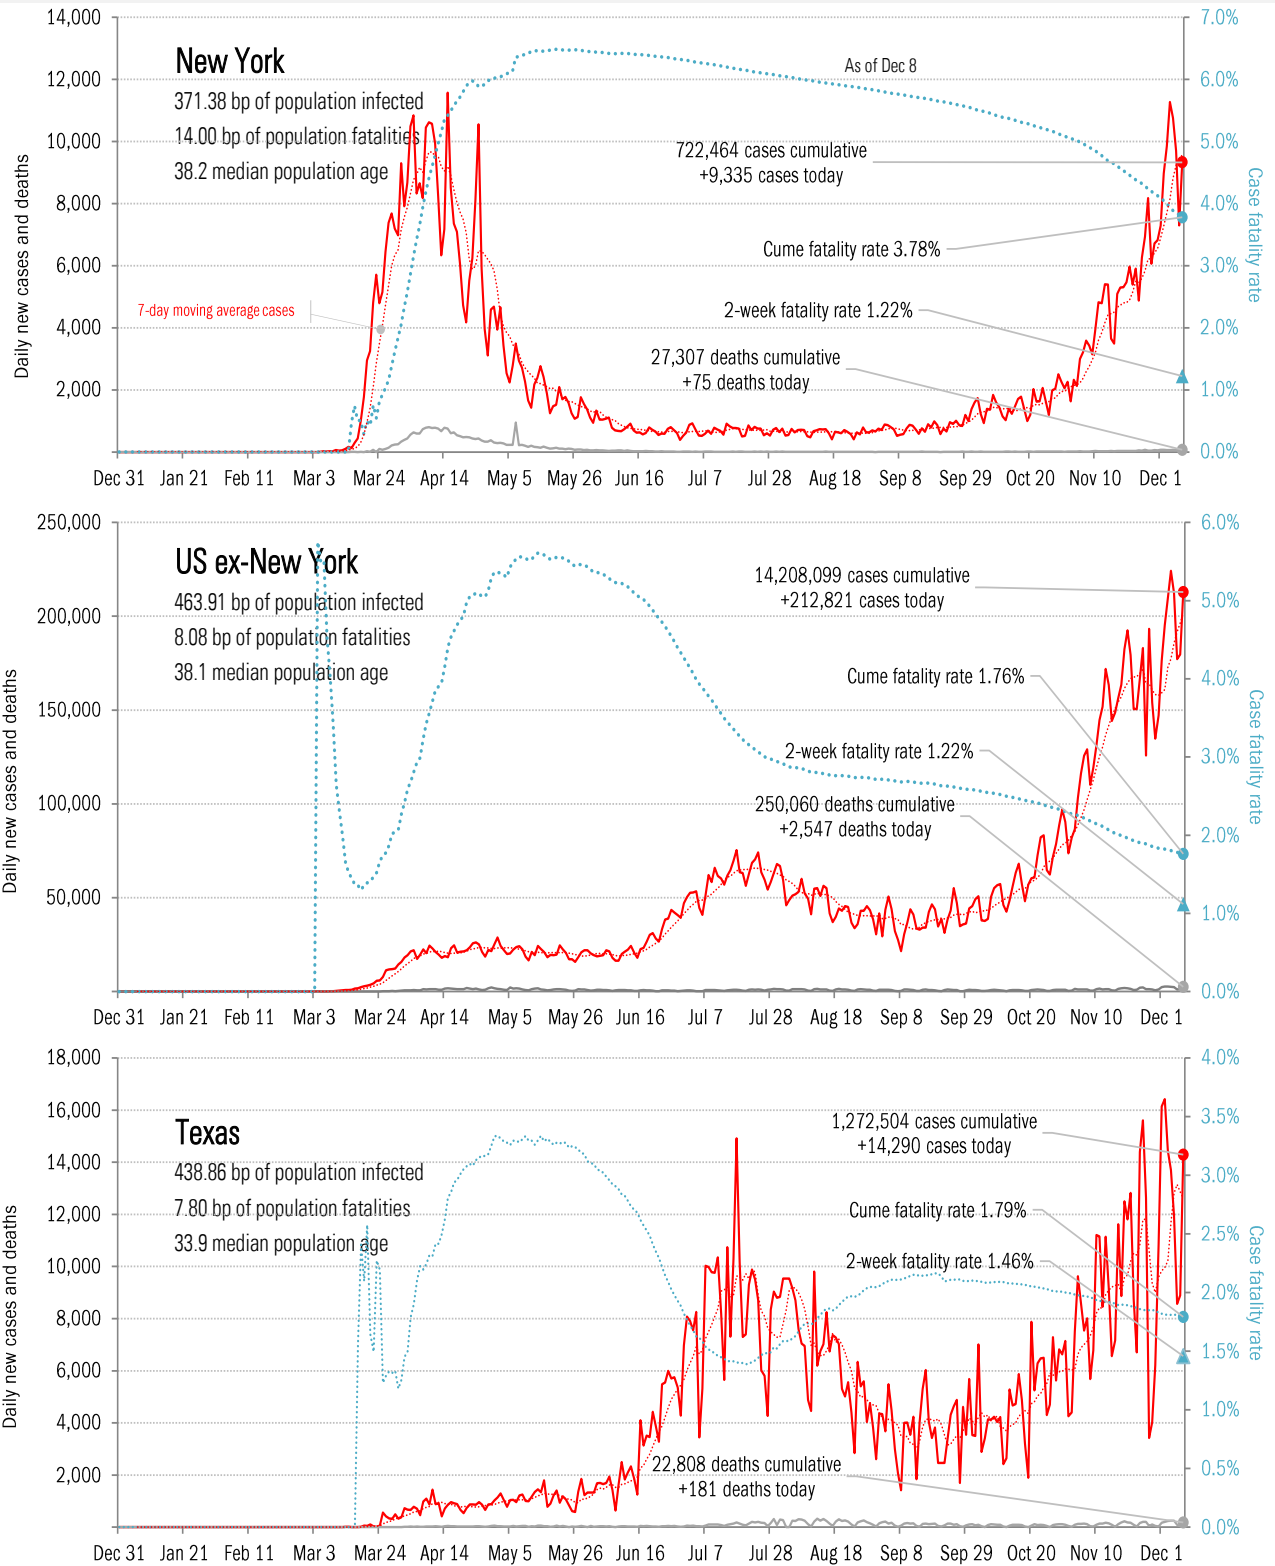 14,000
7.0%
New York
As of Dec 8
12,000
6.0%
371.38 bp of population infected
14.00 bp of population fatalities
10,000
5.0%
722,464 cases cumulative
+9,335 cases today
38.2 median population age
8,000
4.0%
Cume fatality rate 3.78%
6,000
3.0%
7-day moving average cases
2-week fatality rate 1.22%
4,000
2.0%
27,307 deaths cumulative
+75 deaths today
2,000
1.0%
0.0%
Daily new cases and deaths
Case fatality rate
Dec 31 Jan 21 Feb 11 Mar 3 Mar 24 Apr 14 May 5 May 26 Jun 16 Jul 7 Jul 28 Aug 18 Sep 8 Sep 29 Oct 20 Nov 10 Dec 1
250,000
6.0%
US ex-New York
14,208,099 cases cumulative
+212,821 cases today
463.91 bp of population infected
5.0%
200,000
8.08 bp of population fatalities
38.1 median population age
Cume fatality rate 1.76%
4.0%
150,000
2-week fatality rate 1.22%
3.0%
100,000
250,060 deaths cumulative
+2,547 deaths today
2.0%
50,000
1.0%
0.0%
Daily new cases and deaths
Case fatality rate
Dec 31 Jan 21 Feb 11 Mar 3 Mar 24 Apr 14 May 5 May 26 Jun 16 Jul 7 Jul 28 Aug 18 Sep 8 Sep 29 Oct 20 Nov 10 Dec 1
18,000
4.0%
16,000
3.5%
Texas
1,272,504 cases cumulative
+14,290 cases today
14,000
438.86 bp of population infected
3.0%
7.80 bp of population fatalities
Cume fatality rate 1.79%
12,000
2.5%
33.9 median population age
2-week fatality rate 1.46%
10,000
2.0%
8,000
1.5%
6,000
1.0%
4,000
22,808 deaths cumulative
+181 deaths today
2,000
0.5%
0.0%
Daily new cases and deaths
Case fatality rate
Dec 31 Jan 21 Feb 11 Mar 3 Mar 24 Apr 14 May 5 May 26 Jun 16 Jul 7 Jul 28 Aug 18 Sep 8 Sep 29 Oct 20 Nov 10 Dec 1